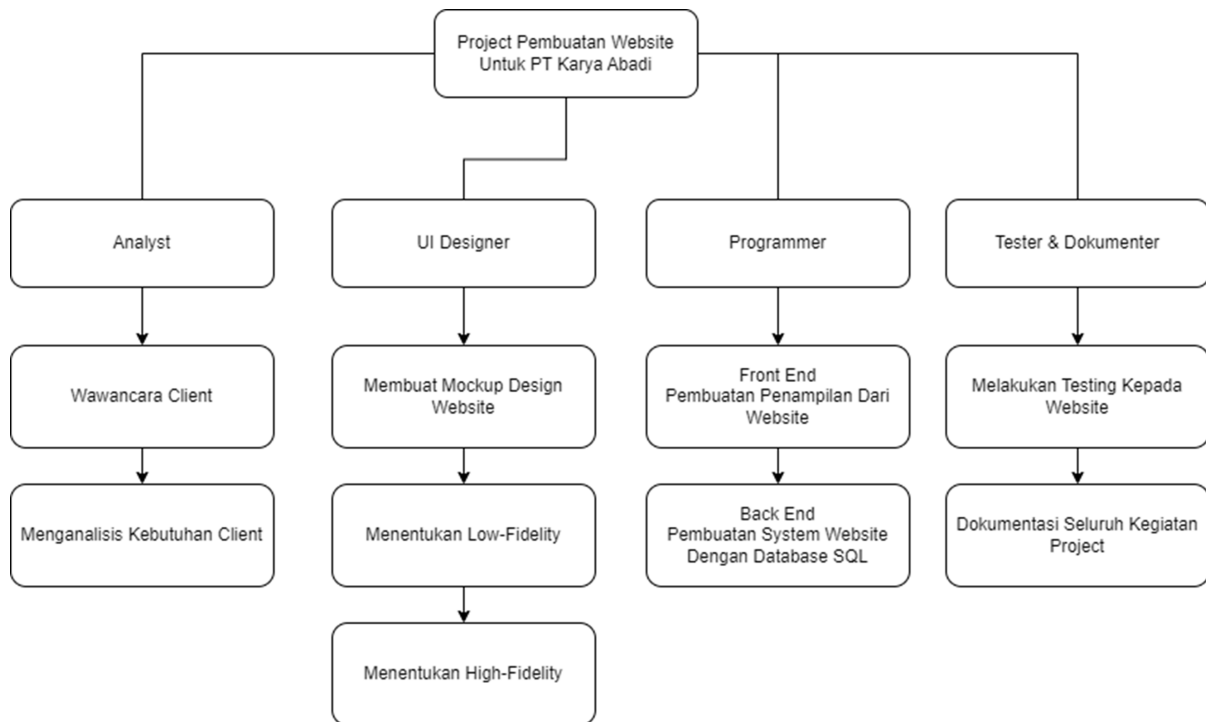 Project Pembuatan Website
Untuk PT Karya Abadi
Analyst
UI Designer
Programmer
Tester & Dokumenter
Wawancara Client
Membuat Mockup Design
Website
Front End
Pembuatan Penampilan Dari
Website
Melakukan Testing Kepada
Website
Menganalisis Kebutuhan Client
Menentukan Low-Fidelity
Back End
Pembuatan System Website
Dengan Database SQL
Dokumentasi Seluruh Kegiatan
Project
Menentukan High-Fidelity